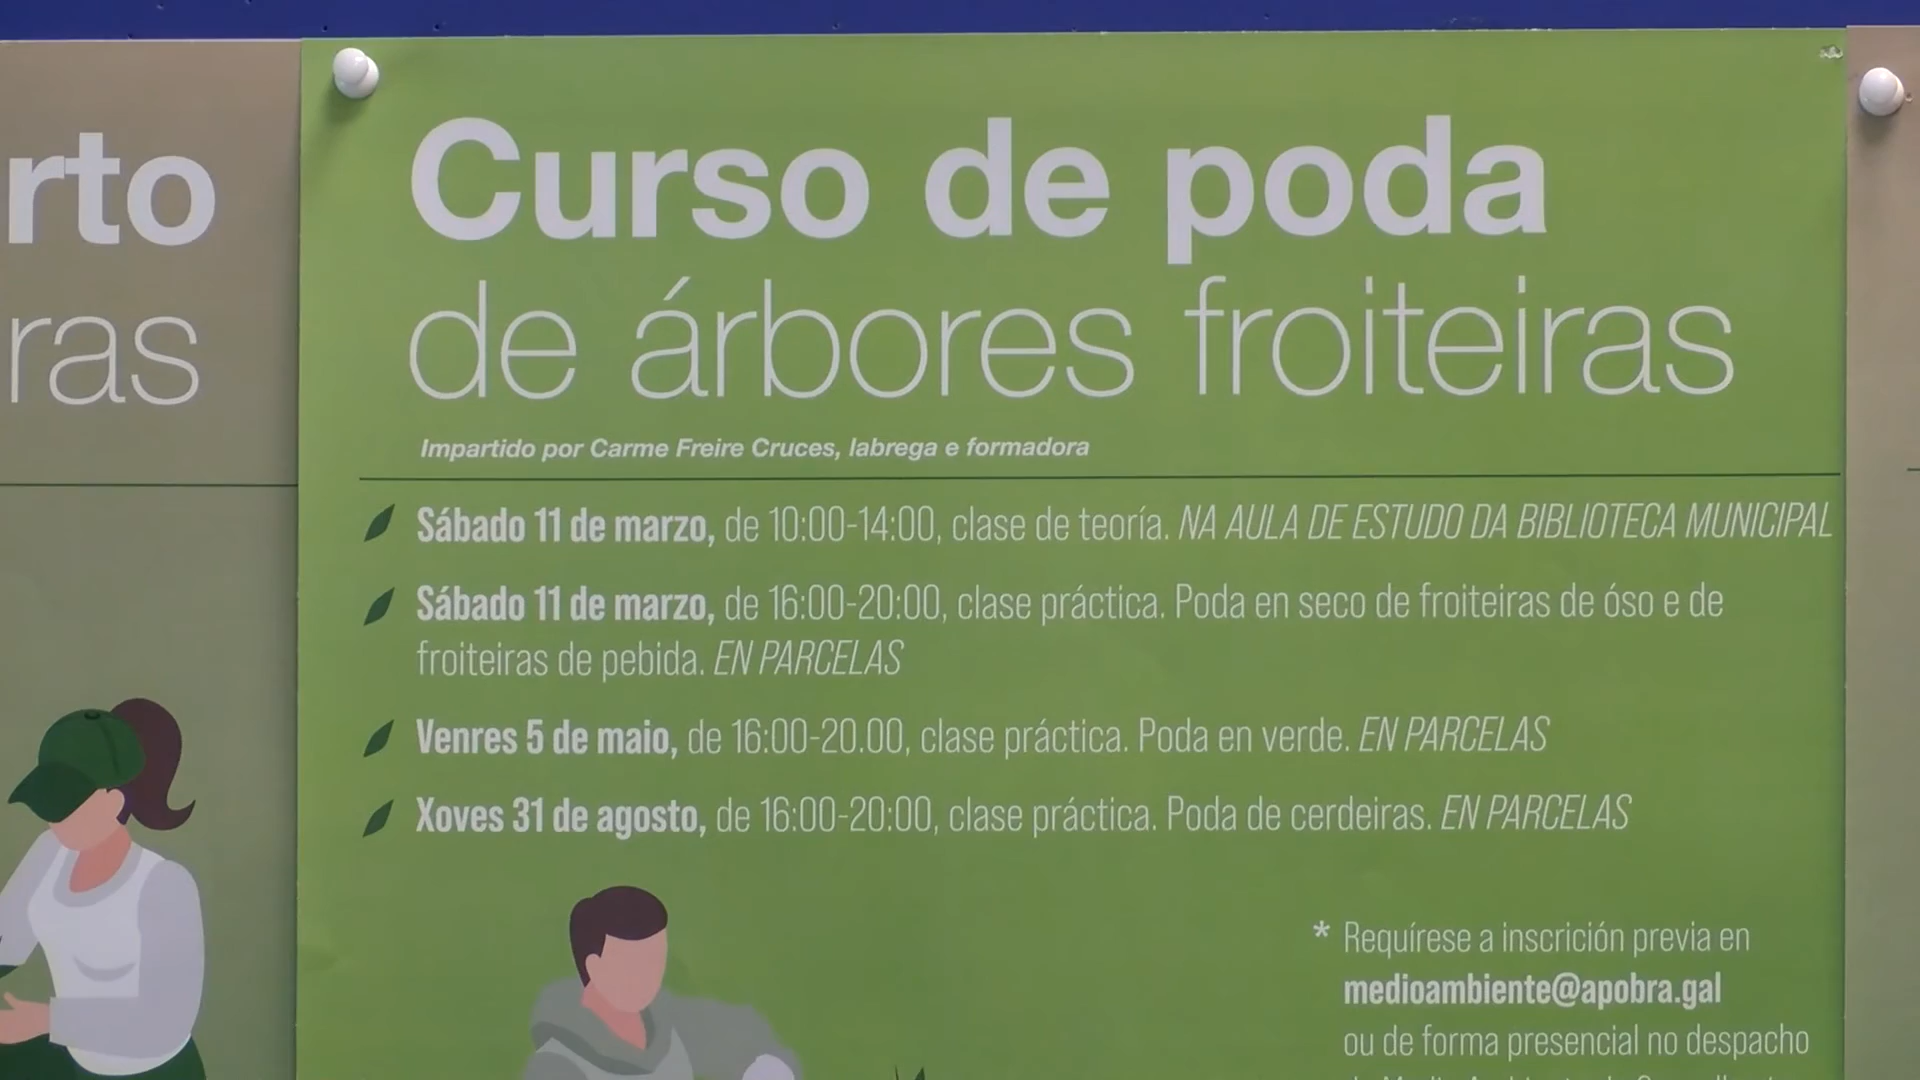 rto
ras
Curso de poda
de árbores froiteiras
Impartido por Carme Freire Cruces, labrega e formadora
Sábado 11 de marzo, de 10:00-14:00, clase de teoría. NA AULA DE ESTUDO DA BIBLIOTECA MUNICIPAL
Sábado 11 de marzo, de 16:00-20:00, clase práctica. Poda en seco de froiteiras de óso e de
froiteiras de pebida. EN PARCELAS
Venres 5 de maio, de 16:00-20.00, clase práctica. Poda en verde. EN PARCELAS
Xoves 31 de agosto, de 16:00-20:00, clase práctica. Poda de cerdeiras. EN PARCELAS
* Requírese a inscrición previa en
medioambiente@apobra.gal
ou de forma presencial no despacho